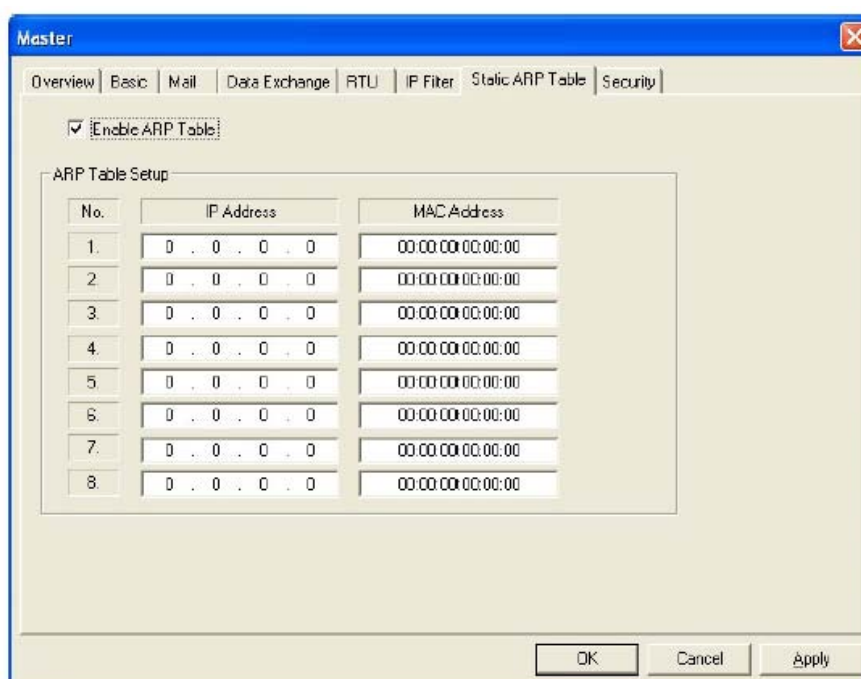 Master
Overview Basic Mail Data Exchange RTU IP Filter Static ARP Table Security
Enable ARP Table
ARP Table Setup
No. IP Address MAC Address
1. 0 . 0 . 0 . 0 00:00:00:00:00:00
2. 0 . 0 . 0 . 0 00:00:00:00:00:00
3. 0 . 0 . 0 . 0 00:00:00:00:00:00
4. 0 . 0 . 0 . 0 00:00:00:00:00:00
5. 0 . 0 . 0 . 0 00:00:00:00:00:00
6. 0 . 0 . 0 . 0 00:00:00:00:00:00
7. 0 . 0 . 0 . 0 00:00:00:00:00:00
8. 0 . 0 . 0 . 0 00:00:00:00:00:00
OK Cancel Apply